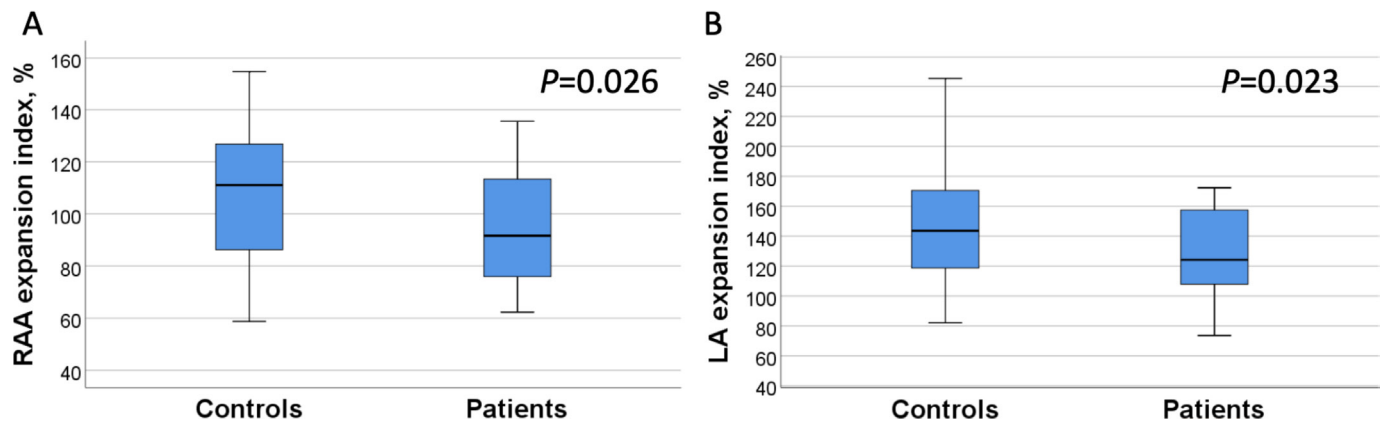 A
RAA expansion index, %
160
140
120
100
80
60
40
P=0.026
Controls
Patients
B
LA expansion index, %
260
240
220
200
180
160
140
120
100
80
60
40
P=0.023
Controls
Patients